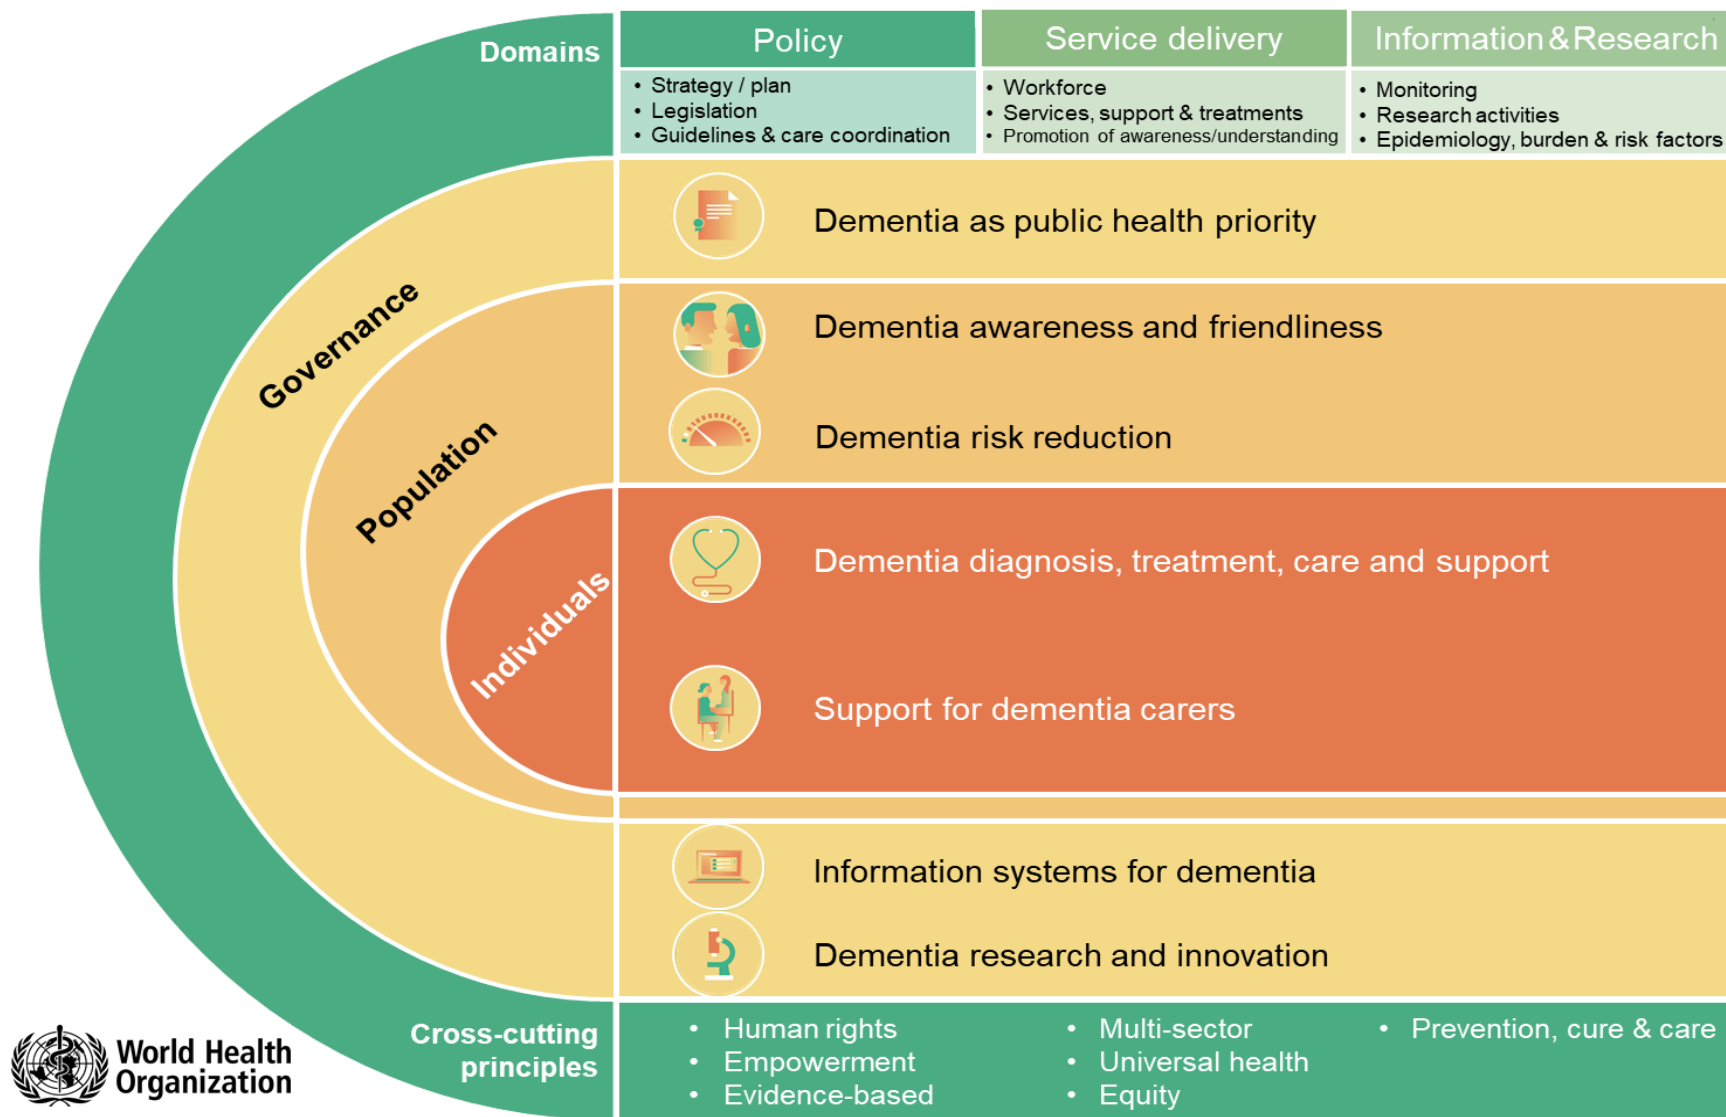 Domains
Policy
Service delivery
Information & Research
• Strategy / plan
• Legislation
• Guidelines & care coordination
• Workforce
• Services, support & treatments
• Promotion of awareness/understanding
• Monitoring
• Research activities
• Epidemiology, burden & risk factors
Governance
Dementia as public health priority
Population
Dementia awareness and friendliness
Dementia risk reduction
Individuals
Dementia diagnosis, treatment, care and support
Support for dementia carers
Information systems for dementia
Dementia research and innovation
Cross-cutting
principles
• Human rights
• Empowerment
• Evidence-based
• Multi-sector
• Universal health
• Equity
• Prevention, cure & care
World Health
Organization